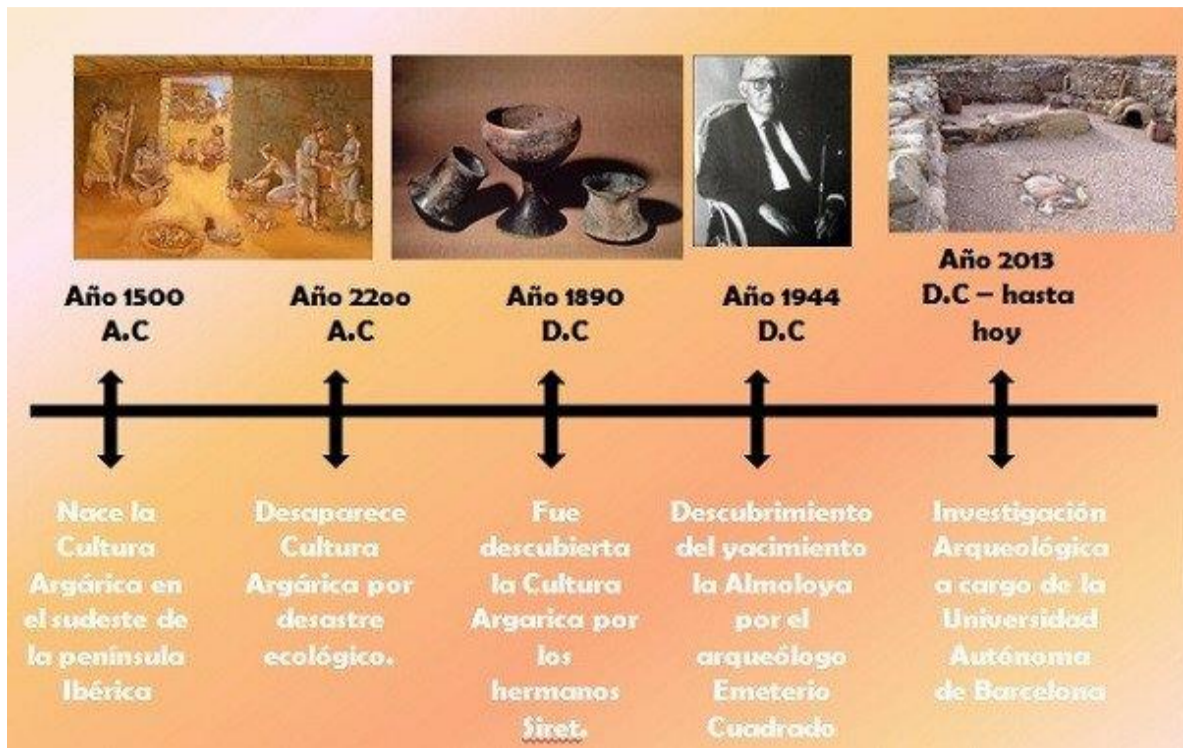 Año 1500
A.C
Año 22oo
A.C
Año 1890
D.C
Año 1944
D.C
Año 2013
D.C – hasta
hoy
Nace la
Cultura
Argárica en
el sudeste de
la península
Ibérica
Desaparece
Cultura
Argárica por
desastre
ecológico.
Fue
descubierta
la Cultura
Argarica por
los
hermanos
Siret.
Descubrimiento
del yacimiento
la Almoloya
por el
arqueólogo
Emeterio
Cuadrado
Investigación
Arqueológica
a cargo de la
Universidad
Autónoma
de Barcelona